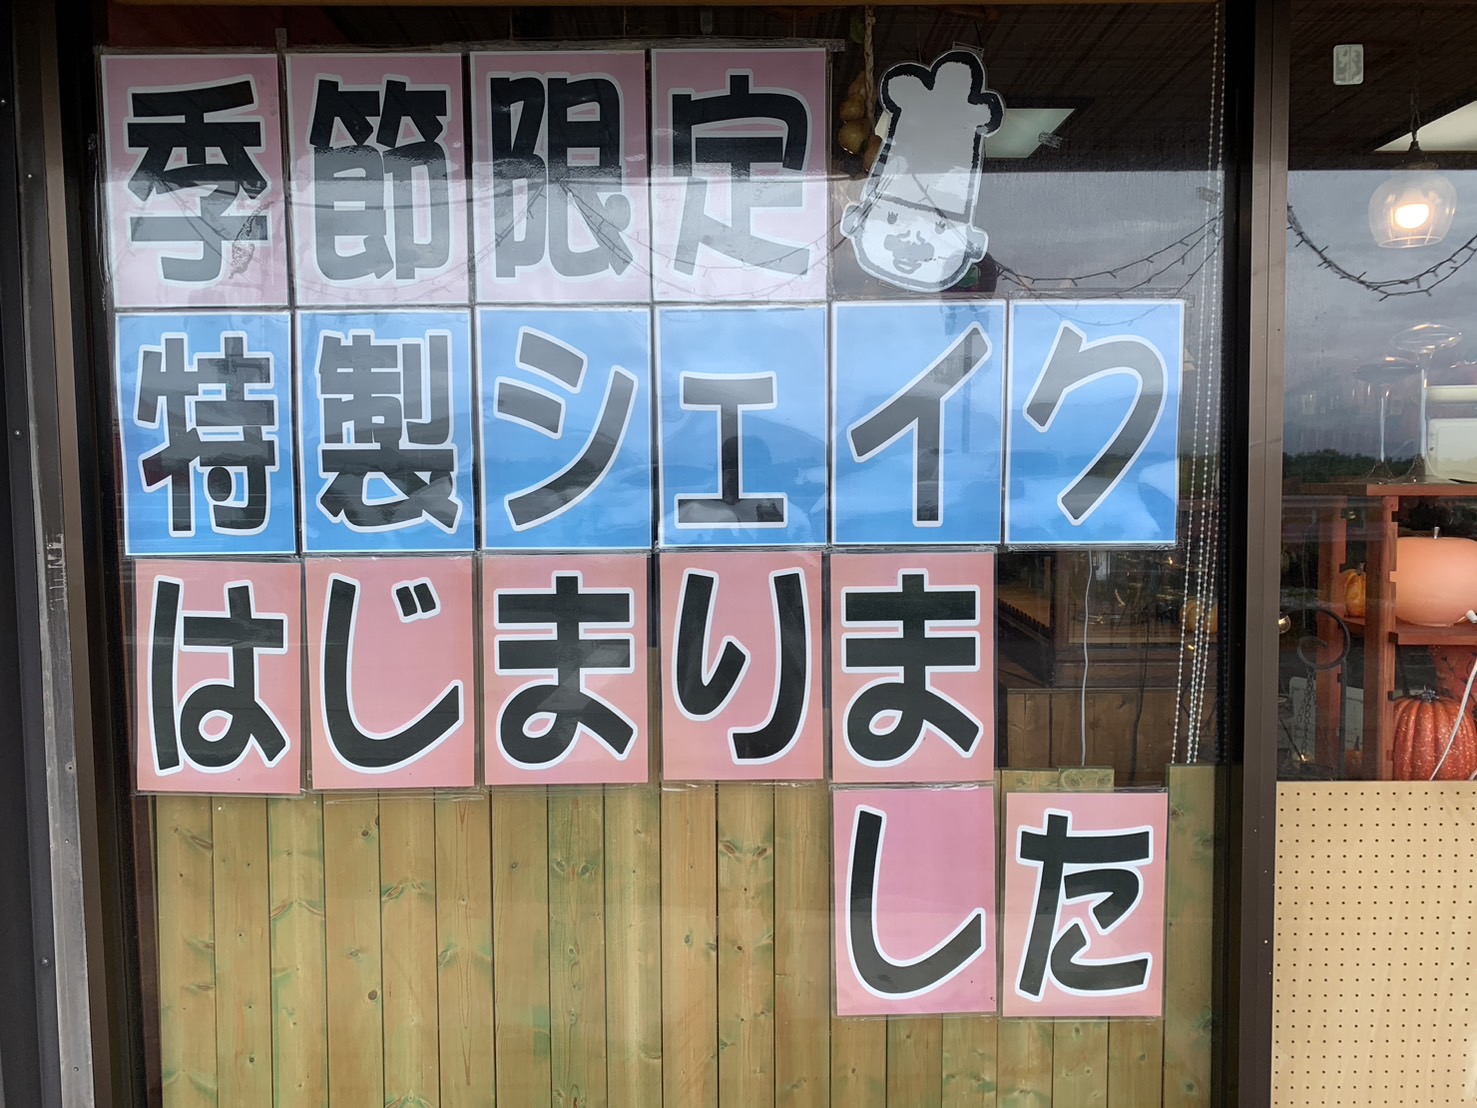 季節限定
特製シェイク
はじまりま
した